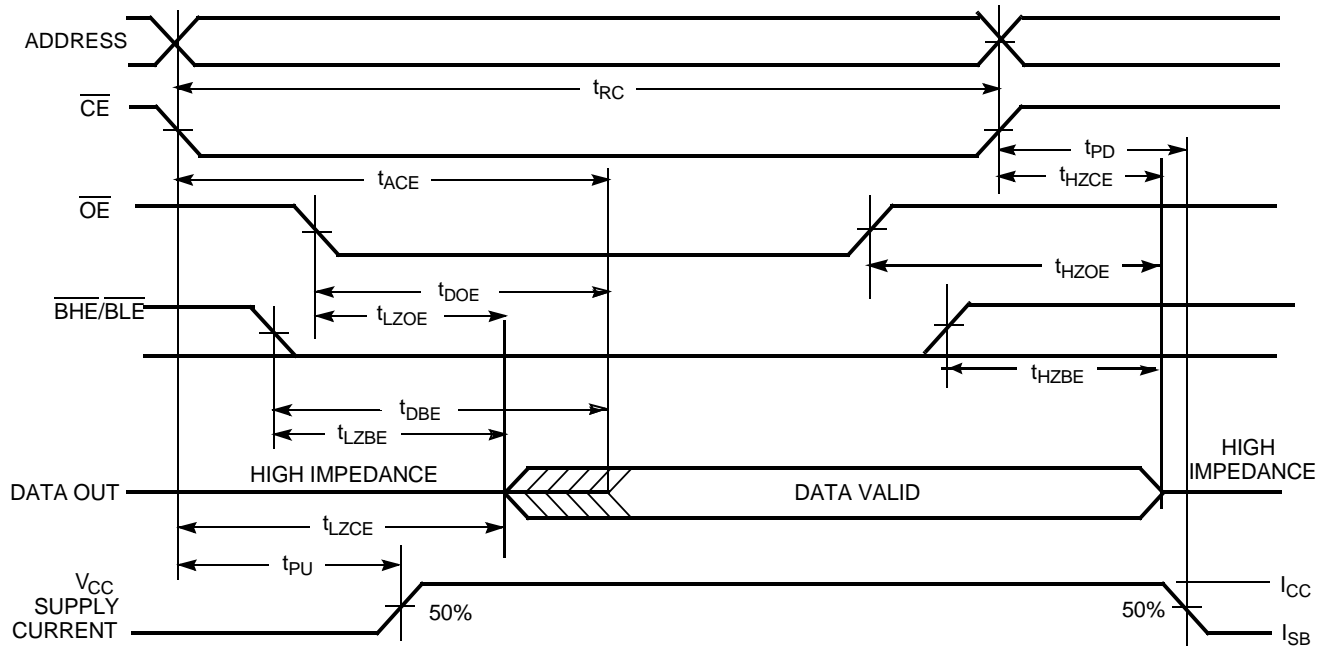 ADDRESS
tRC
CE
tPD
tACE
tHZCE
OE
tHZOE
tDOE
BHE/BLE
tLZOE
tHZBE
tDBE
tLZBE
HIGH IMPEDANCE
HIGH
IMPEDANCE
DATA OUT
DATA VALID
tLZCE
tPU
VCC
SUPPLY
CURRENT
50%
50%
ICC
ISB